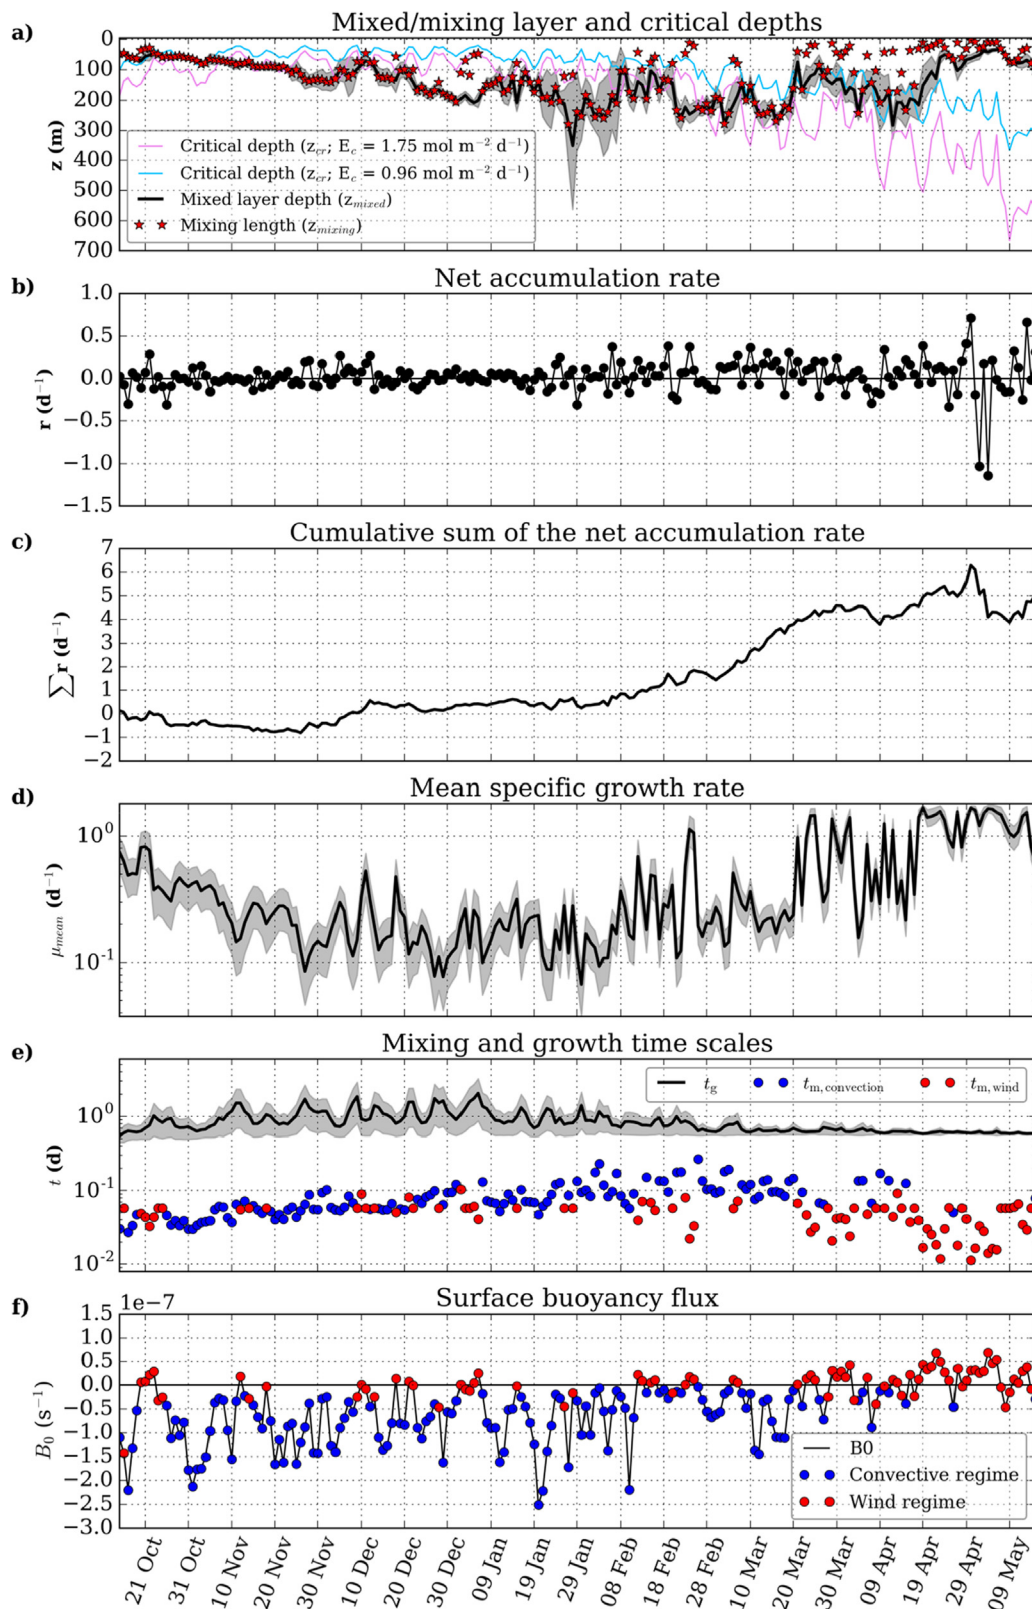 a)
Mixed/mixing layer and critical depths
0
100
200
300
400
500
600
700
z (m)
Critical depth (z_cr; E_c = 1.75 mol m⁻² d⁻¹)
Critical depth (z_cr; E_c = 0.96 mol m⁻² d⁻¹)
Mixed layer depth (z_mixed)
Mixing length (z_mixing)
b)
Net accumulation rate
1.0
0.5
0.0
−0.5
−1.0
−1.5
r (d⁻¹)
c)
Cumulative sum of the net accumulation rate
7
6
5
4
3
2
1
0
−1
−2
∑ r (d⁻¹)
d)
Mean specific growth rate
10⁰
10⁻¹
μ_mean (d⁻¹)
e)
Mixing and growth time scales
t_g
t_m,convection
t_m,wind
10⁰
10⁻¹
10⁻²
t (d)
f)
1e−7
Surface buoyancy flux
1.5
1.0
0.5
0.0
−0.5
−1.0
−1.5
−2.0
−2.5
−3.0
B₀ (s⁻¹)
B0
Convective regime
Wind regime
21 Oct
31 Oct
10 Nov
20 Nov
30 Nov
10 Dec
20 Dec
30 Dec
09 Jan
19 Jan
29 Jan
08 Feb
18 Feb
28 Feb
10 Mar
20 Mar
30 Mar
09 Apr
19 Apr
29 Apr
09 May